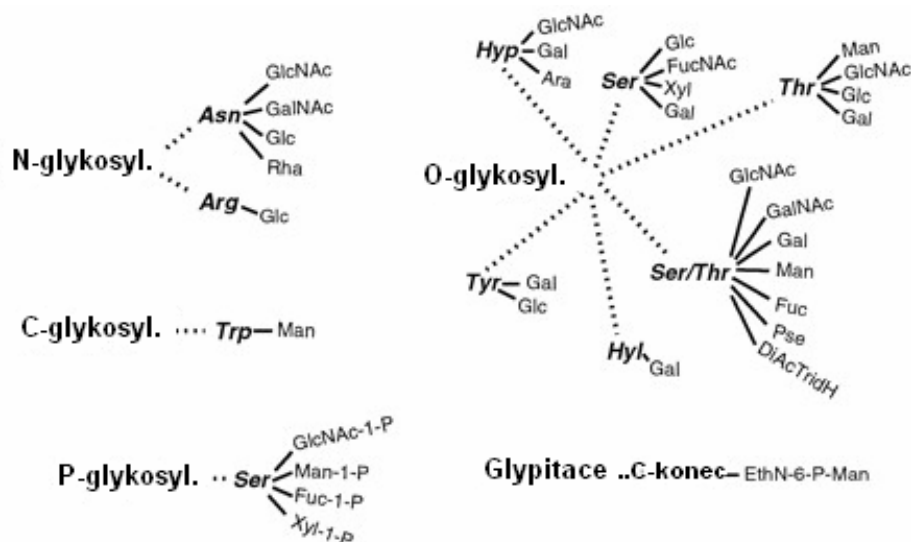 N-glykosyl.
Asn
GlcNAc
GalNAc
Glc
Rha
Arg
Glc
C-glykosyl.
Trp
Man
P-glykosyl.
Ser
GlcNAc-1-P
Man-1-P
Fuc-1-P
Xyl-1-P
O-glykosyl.
Hyp
GlcNAc
Gal
Ara
Ser
Glc
FucNAc
Xyl
Gal
Thr
Man
GlcNAc
Glc
Gal
Ser/Thr
GlcNAc
GalNAc
Gal
Man
Fuc
Pse
DiAcTridH
Tyr
Gal
Glc
Hyl
Gal
Glypitace ..C-konec EthN-6-P-Man